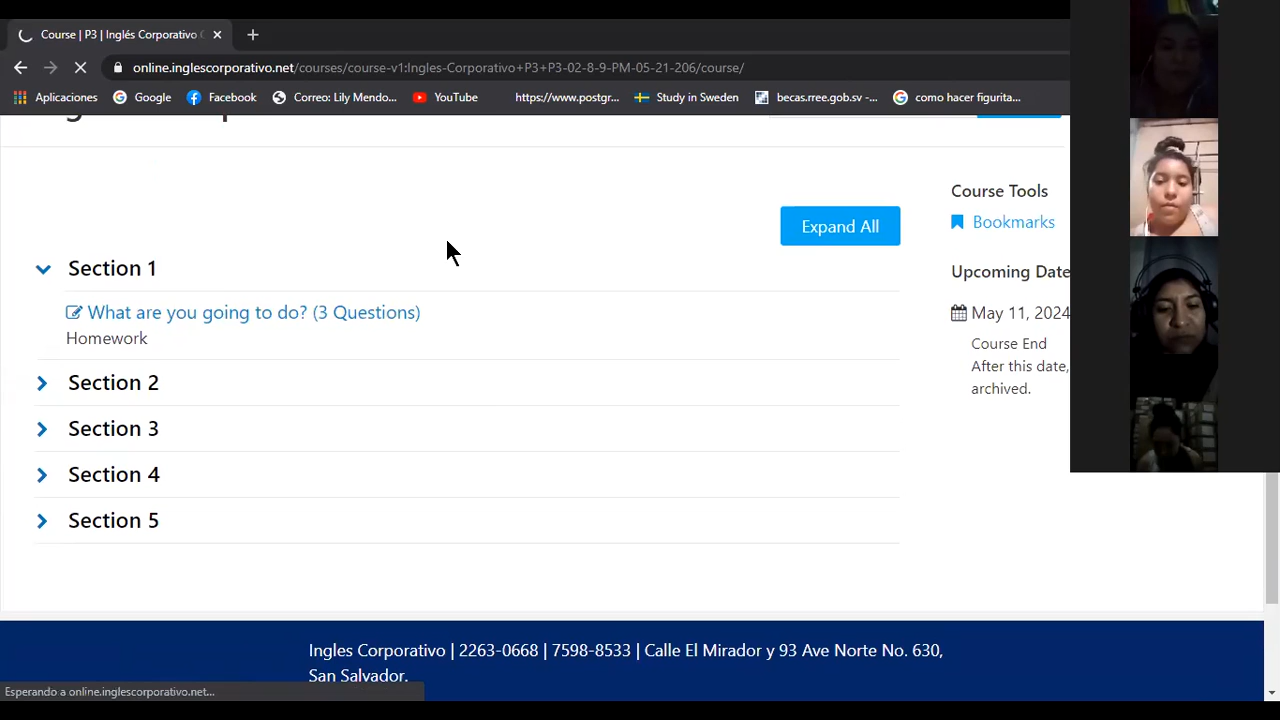 Course | P3 | Inglés Corporativo
online.inglescorporativo.net/courses/course-v1:Ingles-Corporativo+P3+P3-02-8-9-PM-05-21-206/course/
Aplicaciones Google Facebook Correo: Lily Mendo... YouTube https://www.postgr... Study in Sweden becas.rree.gob.sv -... como hacer figurita...
Course Tools
Expand All
Bookmarks
Section 1
Upcoming Date
What are you going to do? (3 Questions)
May 11, 2024
Homework
Course End
After this date,
archived.
Section 2
Section 3
Section 4
Section 5
Ingles Corporativo | 2263-0668 | 7598-8533 | Calle El Mirador y 93 Ave Norte No. 630,
San Salvador.
Esperando a online.inglescorporativo.net...